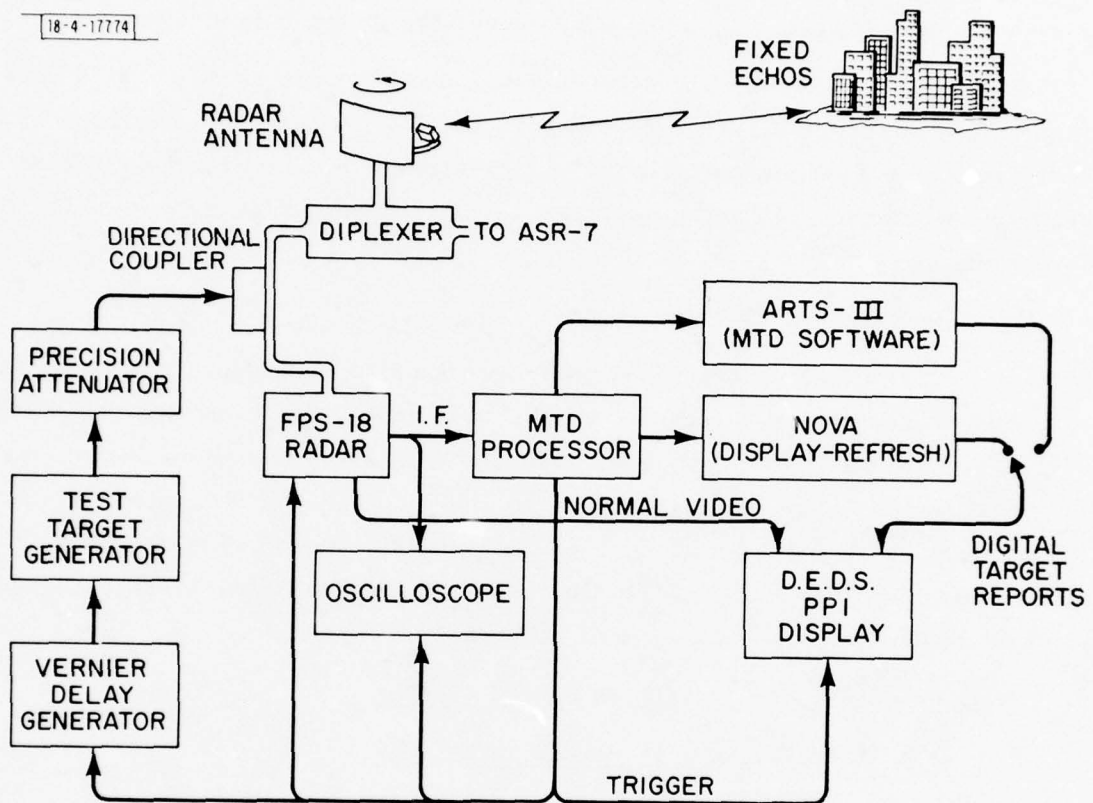 18-4-17774
FIXED
ECHOS
RADAR
ANTENNA
DIPLEXER
TO ASR-7
DIRECTIONAL
COUPLER
PRECISION
ATTENUATOR
ARTS-III
(MTD SOFTWARE)
FPS-18
RADAR
I.F.
MTD
PROCESSOR
NOVA
(DISPLAY-REFRESH)
TEST
TARGET
GENERATOR
NORMAL VIDEO
OSCILLOSCOPE
D.E.D.S.
PPI
DISPLAY
DIGITAL
TARGET
REPORTS
VERNIER
DELAY
GENERATOR
TRIGGER